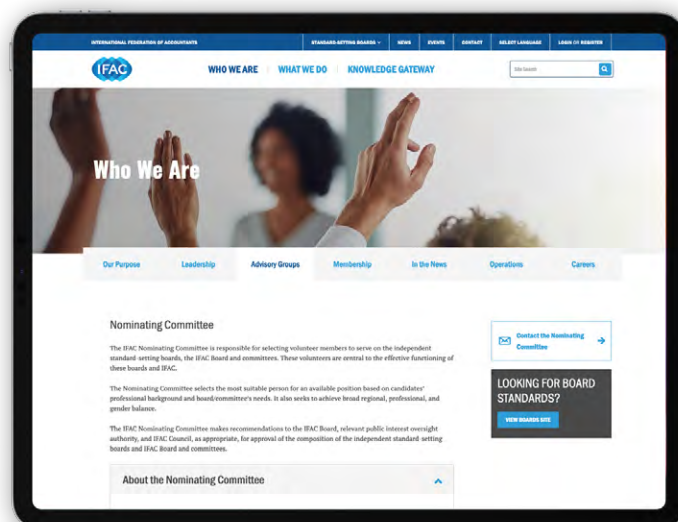 INTERNATIONAL FEDERATION OF ACCOUNTANTS
STANDARD-SETTING BOARDS
NEWS
EVENTS
CONTACT
SELECT LANGUAGE
LOGIN OR REGISTER
IFAC
WHO WE ARE
WHAT WE DO
KNOWLEDGE GATEWAY
Site Search
Who We Are
Our Purpose
Leadership
Advisory Groups
Membership
In the News
Operations
Careers
Nominating Committee
The IFAC Nominating Committee is responsible for selecting volunteer members to serve on the independent
standard-setting boards, the IFAC Board and committees. These volunteers are central to the effective functioning of
these boards and IFAC.
The Nominating Committee selects the most suitable person for an available position based on candidates'
professional background and board/committee's needs. It also seeks to achieve broad regional, professional, and
gender balance.
The IFAC Nominating Committee makes recommendations to the IFAC Board, relevant public interest oversight
authority, and IFAC Council, as appropriate, for approval of the composition of the independent standard-setting
boards and IFAC Board and committees.
About the Nominating Committee
Contact the Nominating
Committee
LOOKING FOR BOARD
STANDARDS?
VIEW BOARDS SITE